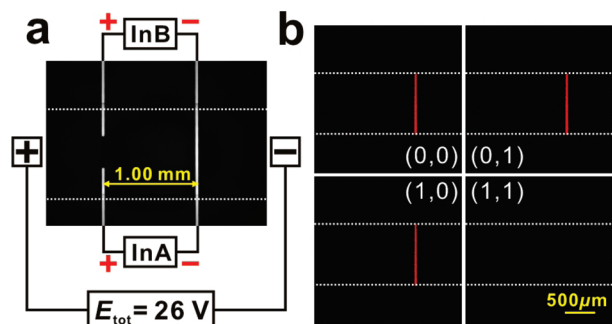 a
+ InB −
+ −
1.00 mm
+ InA −
E_tot = 26 V
b
(0,0) (0,1)
(1,0) (1,1)
500μm